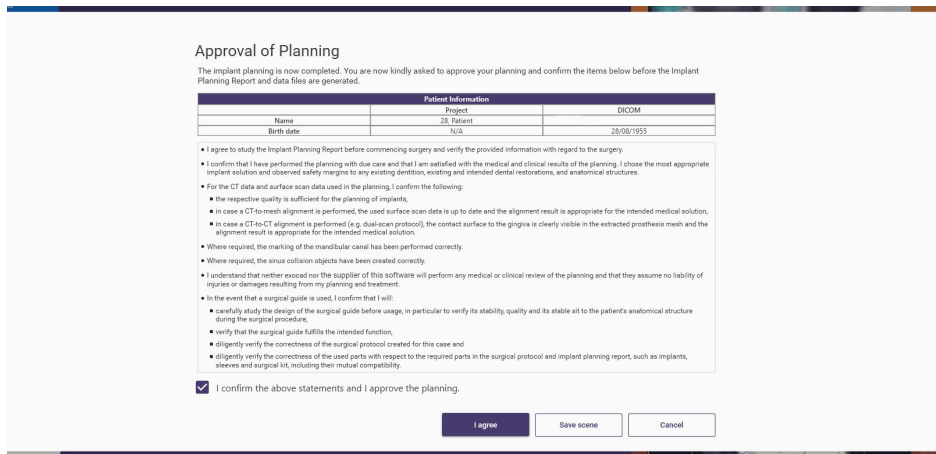 Approval of Planning
The implant planning is now completed. You are now kindly asked to approve your planning and confirm the items below before the Implant
Planning Report and data files are generated.
Patient Information
Project DICOM
Name 28, Patient
Birth date N/A 28/08/1955
• I agree to study the Implant Planning Report before commencing surgery and verify the provided information with regard to the surgery.
• I confirm that I have performed the planning with due care and that I am satisfied with the medical and clinical results of the planning. I chose the most appropriate
implant solution and observed safety margins to any existing dentition, existing and intended dental restorations, and anatomical structures.
• For the CT data and surface scan data used in the planning, I confirm the following:
▪ the respective quality is sufficient for the planning of implants,
▪ in case a CT-to-mesh alignment is performed, the used surface scan data is up to date and the alignment result is appropriate for the intended medical solution,
▪ in case a CT-to-CT alignment is performed (e.g. dual-scan protocol), the contact surface to the gingiva is clearly visible in the extracted prosthesis mesh and the
alignment result is appropriate for the intended medical solution.
• Where required, the marking of the mandibular canal has been performed correctly.
• Where required, the sinus collision objects have been created correctly.
• I understand that neither exocad nor the supplier of this software will perform any medical or clinical review of the planning and that they assume no liability of
injuries or damages resulting from my planning and treatment.
• In the event that a surgical guide is used, I confirm that I will:
▪ carefully study the design of the surgical guide before usage, in particular to verify its stability, quality and its stable sit to the patient's anatomical structure
during the surgical procedure,
▪ verify that the surgical guide fulfills the intended function,
▪ diligently verify the correctness of the surgical protocol created for this case and
▪ diligently verify the correctness of the used parts with respect to the required parts in the surgical protocol and implant planning report, such as implants,
sleeves and surgical kit, including their mutual compatibility.
I confirm the above statements and I approve the planning.
I agree Save scene Cancel